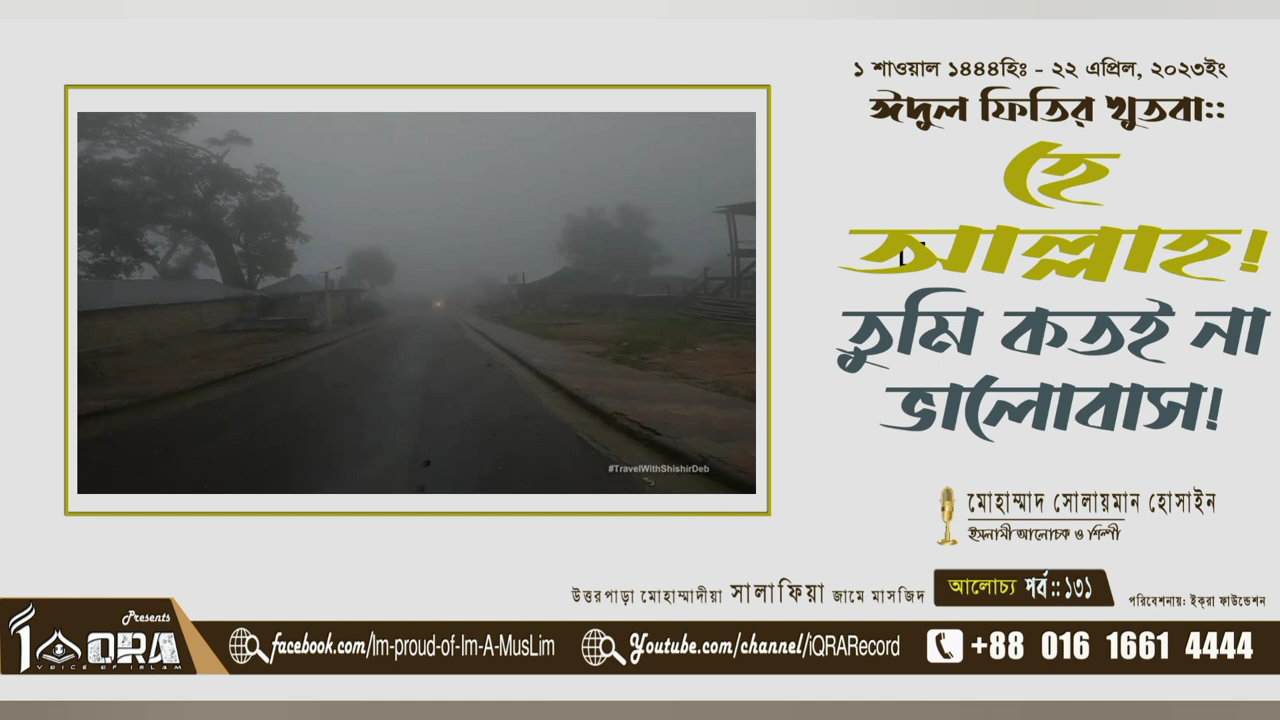 ১ শাওয়াল ১৪৪৪হিঃ - ২২ এপ্রিল, ২০২৩ইং
ঈদুল ফিতির খুতবা::
হে
আল্লাহ!
তুমি কতই না
ভালোবাস!
#TravelWithShishirDeb
মোহাম্মাদ সোলায়মান হোসাইন
ইসলামী আলোচক ও শিল্পী
উত্তরপাড়া মোহাম্মাদীয়া সালাফিয়া জামে মাসজিদ
আলোচ্য পর্ব :: ১৩১
পরিবেশনায়: ইক্‌রা ফাউন্ডেশন
Presents
iQRA
VOICE OF ISLAM
facebook.com/Im-proud-of-Im-A-MusLim
Youtube.com/channel/iQRARecord
+88 016 1661 4444